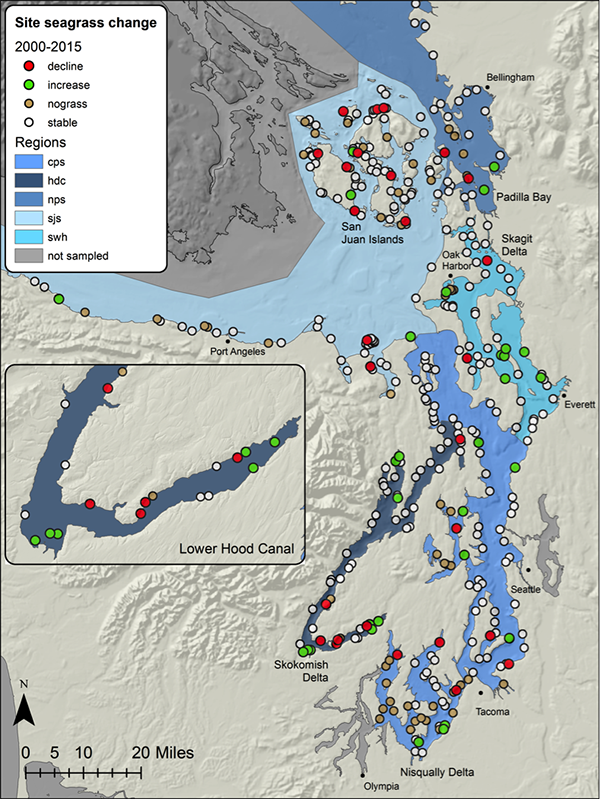 Site seagrass change
2000-2015
decline
increase
nograss
stable
Regions
cps
hdc
nps
sjs
swh
not sampled
Bellingham
Padilla Bay
San
Juan Islands
Skagit
Delta
Oak
Harbor
Port Angeles
Everett
Lower Hood Canal
Seattle
Skokomish
Delta
Tacoma
Nisqually Delta
Olympia
N
0 5 10 20 Miles